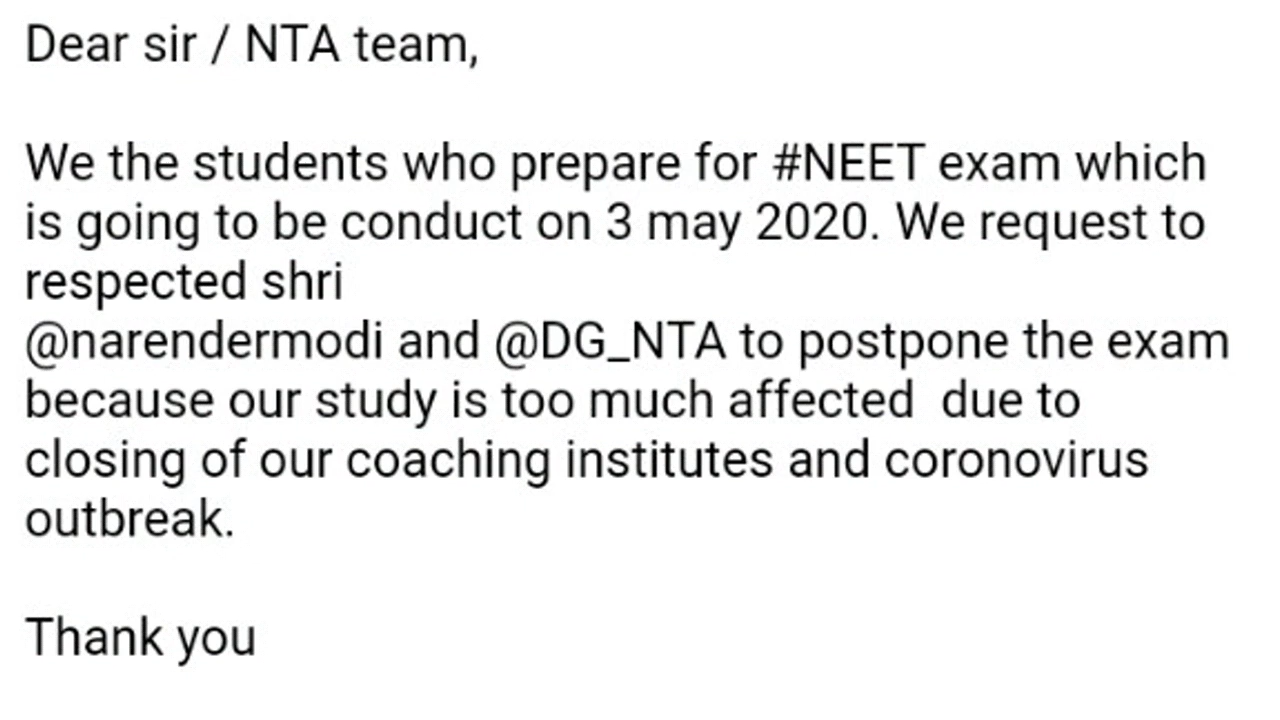 Dear sir / NTA team,
We the students who prepare for #NEET exam which
is going to be conduct on 3 may 2020. We request to
respected shri
@narendermodi and @DG_NTA to postpone the exam
because our study is too much affected  due to
closing of our coaching institutes and coronovirus
outbreak.
Thank you